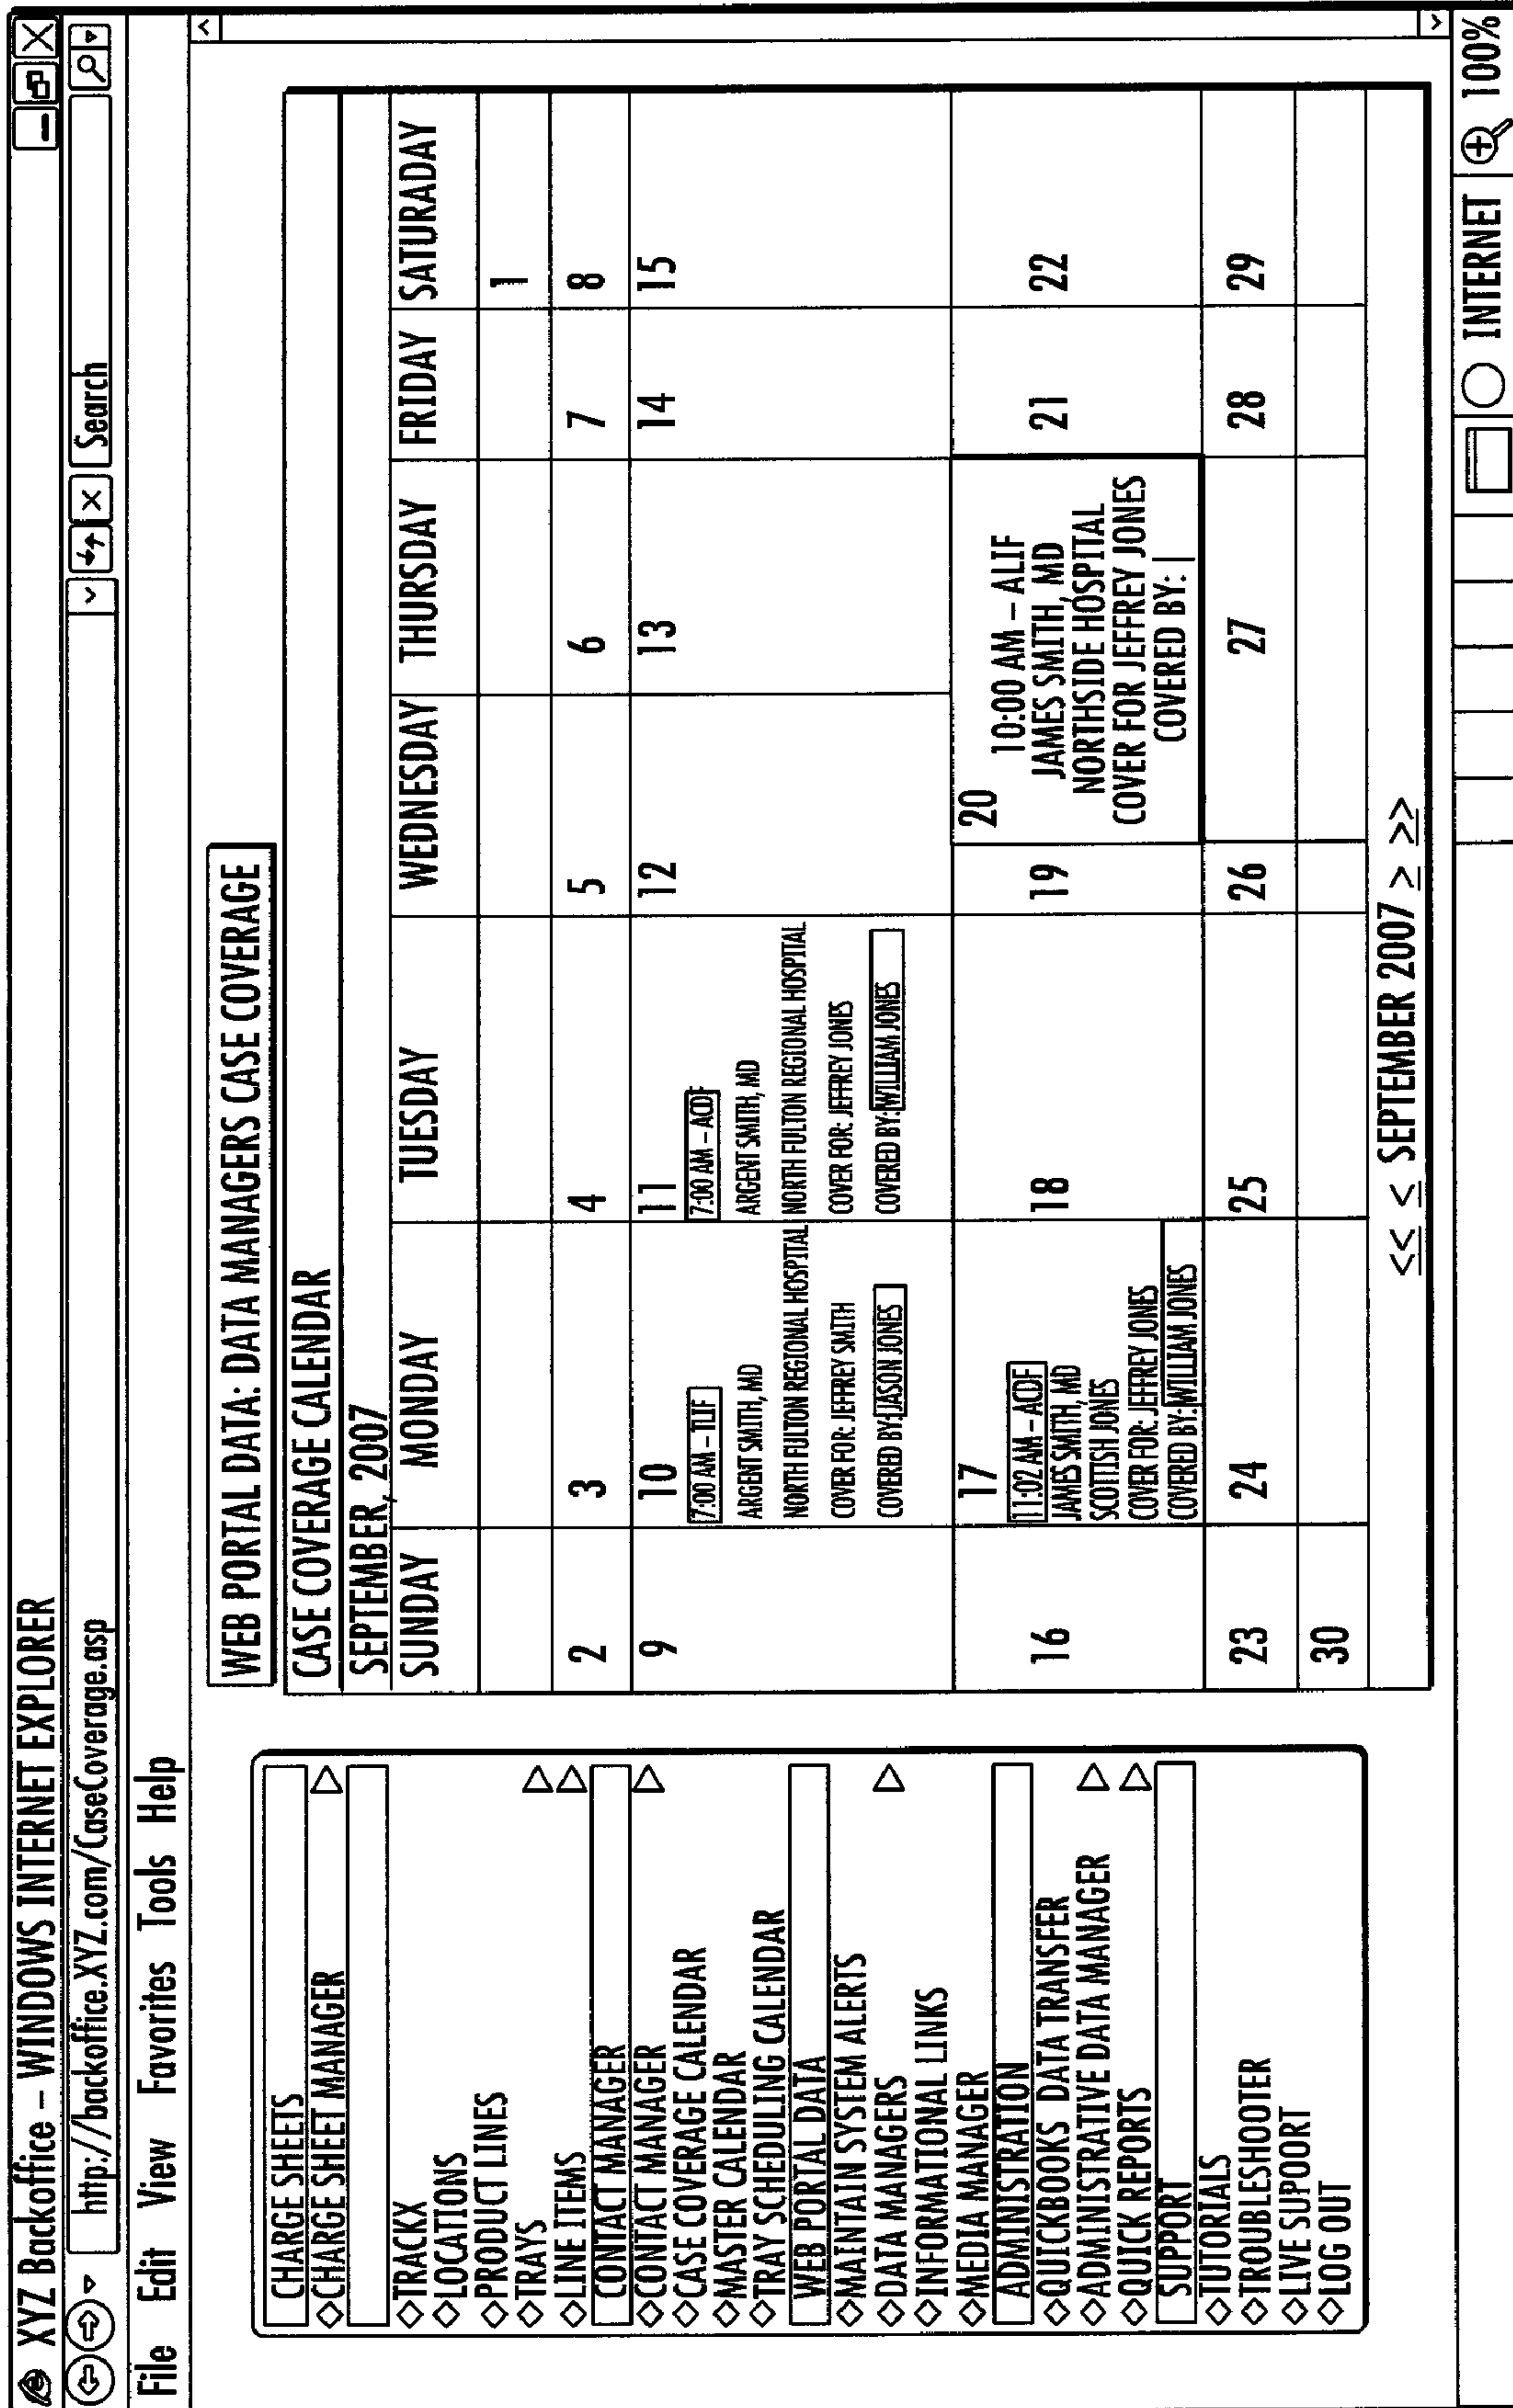 XYZ Backoffice – WINDOWS INTERNET EXPLORER
http://backoffice.XYZ.com/CaseCoverage.asp
Search
File Edit View Favorites Tools Help
CHARGE SHEETS
CHARGE SHEET MANAGER
TRACKX
LOCATIONS
PRODUCT LINES
TRAYS
LINE ITEMS
CONTACT MANAGER
CONTACT MANAGER
CASE COVERAGE CALENDAR
MASTER CALENDAR
TRAY SCHEDULING CALENDAR
WEB PORTAL DATA
MAINTAIN SYSTEM ALERTS
DATA MANAGERS
INFORMATIONAL LINKS
MEDIA MANAGER
ADMINISTRATION
QUICKBOOKS DATA TRANSFER
ADMINISTRATIVE DATA MANAGER
QUICK REPORTS
SUPPORT
TUTORIALS
TROUBLESHOOTER
LIVE SUPOORT
LOG OUT
WEB PORTAL DATA: DATA MANAGERS CASE COVERAGE
CASE COVERAGE CALENDAR
SEPTEMBER, 2007
SUNDAY MONDAY TUESDAY WEDNESDAY THURSDAY FRIDAY SATURADAY
1
2 3 4 5 6 7 8
9 10 11 12 13 14 15
7:00 AM – TLIF
ARGENT SMITH, MD
NORTH FULTON REGIONAL HOSPITAL
COVER FOR: JEFFREY SMITH
COVERED BY: JASON JONES
7:00 AM – ACDF
ARGENT SMITH, MD
NORTH FULTON REGIONAL HOSPITAL
COVER FOR: JEFFREY JONES
COVERED BY: WILLIAM JONES
16 17 18 19 20 21 22
11:02 AM – ACDF
JAMES SMITH, MD
SCOTTISH JONES
COVER FOR: JEFFREY JONES
COVERED BY: WILLIAM JONES
10:00 AM – ALIF
JAMES SMITH, MD
NORTHSIDE HOSPITAL
COVER FOR JEFFREY JONES
COVERED BY: |
23 24 25 26 27 28 29
30
<< < SEPTEMBER 2007 > >>
INTERNET 100%